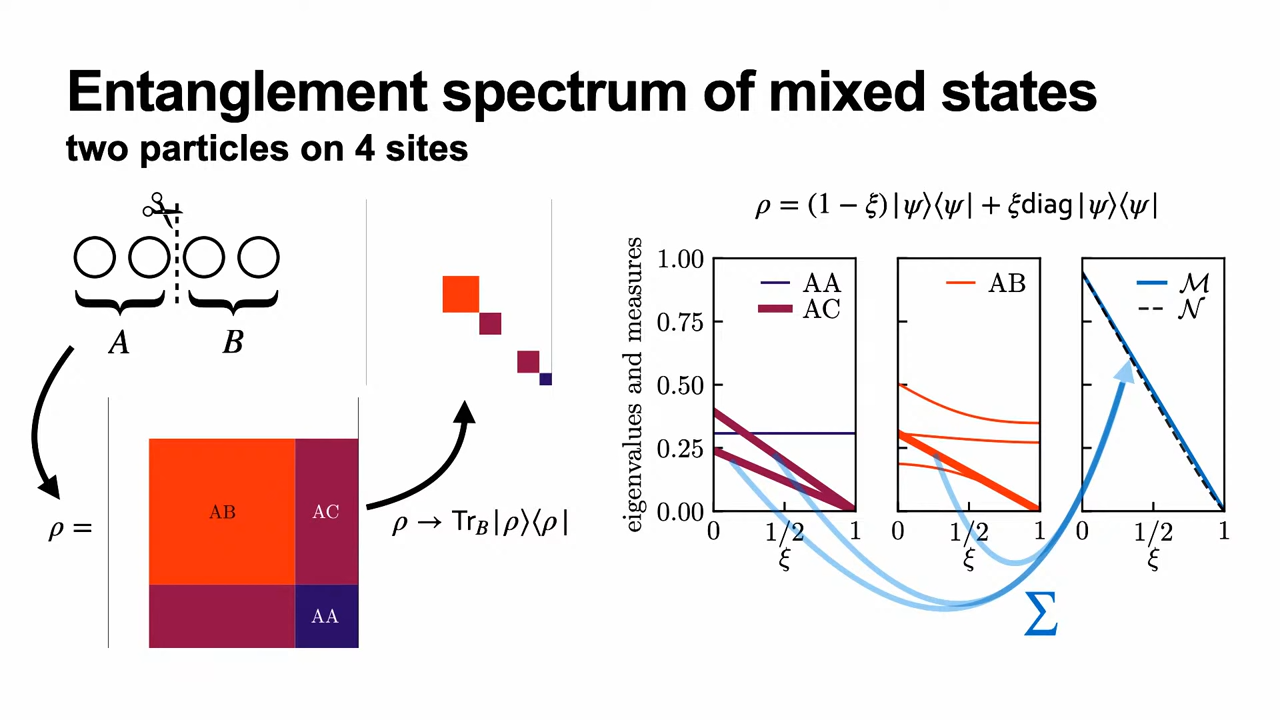 Entanglement spectrum of mixed states
two particles on 4 sites
A B
ρ =
AB AC
AA
ρ → Tr_B|ρ⟩⟨ρ|
ρ = (1 − ξ)|ψ⟩⟨ψ| + ξdiag|ψ⟩⟨ψ|
eigenvalues and measures
1.00
0.75
0.50
0.25
0.00
AA
AC
0 1/2 1
ξ
AB
0 1/2 1
ξ
ℳ
𝒩
0 1/2 1
ξ
Σ